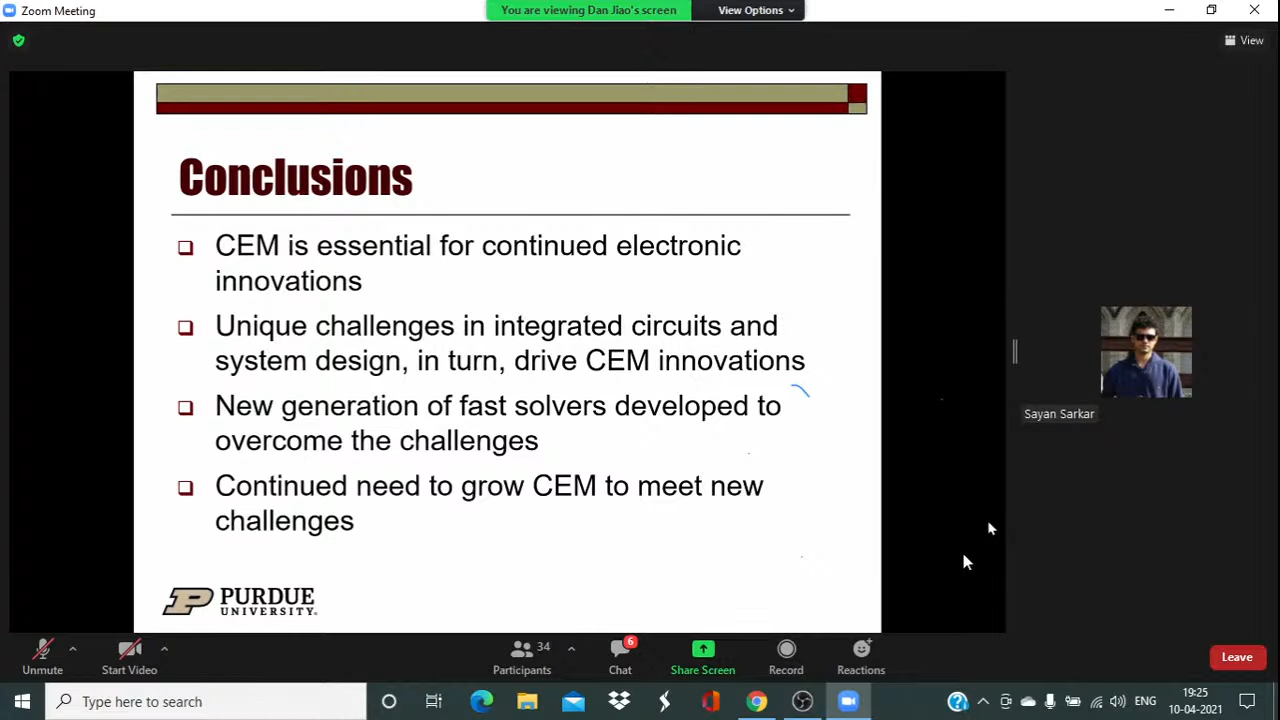 Zoom Meeting
You are viewing Dan Jiao's screen
View Options
View
Conclusions
CEM is essential for continued electronic
innovations
Unique challenges in integrated circuits and
system design, in turn, drive CEM innovations
New generation of fast solvers developed to
overcome the challenges
Continued need to grow CEM to meet new
challenges
PURDUE
UNIVERSITY
Sayan Sarkar
Unmute
Start Video
34
Participants
6
Chat
Share Screen
Record
Reactions
Leave
Type here to search
ENG
19:25
10-04-2021